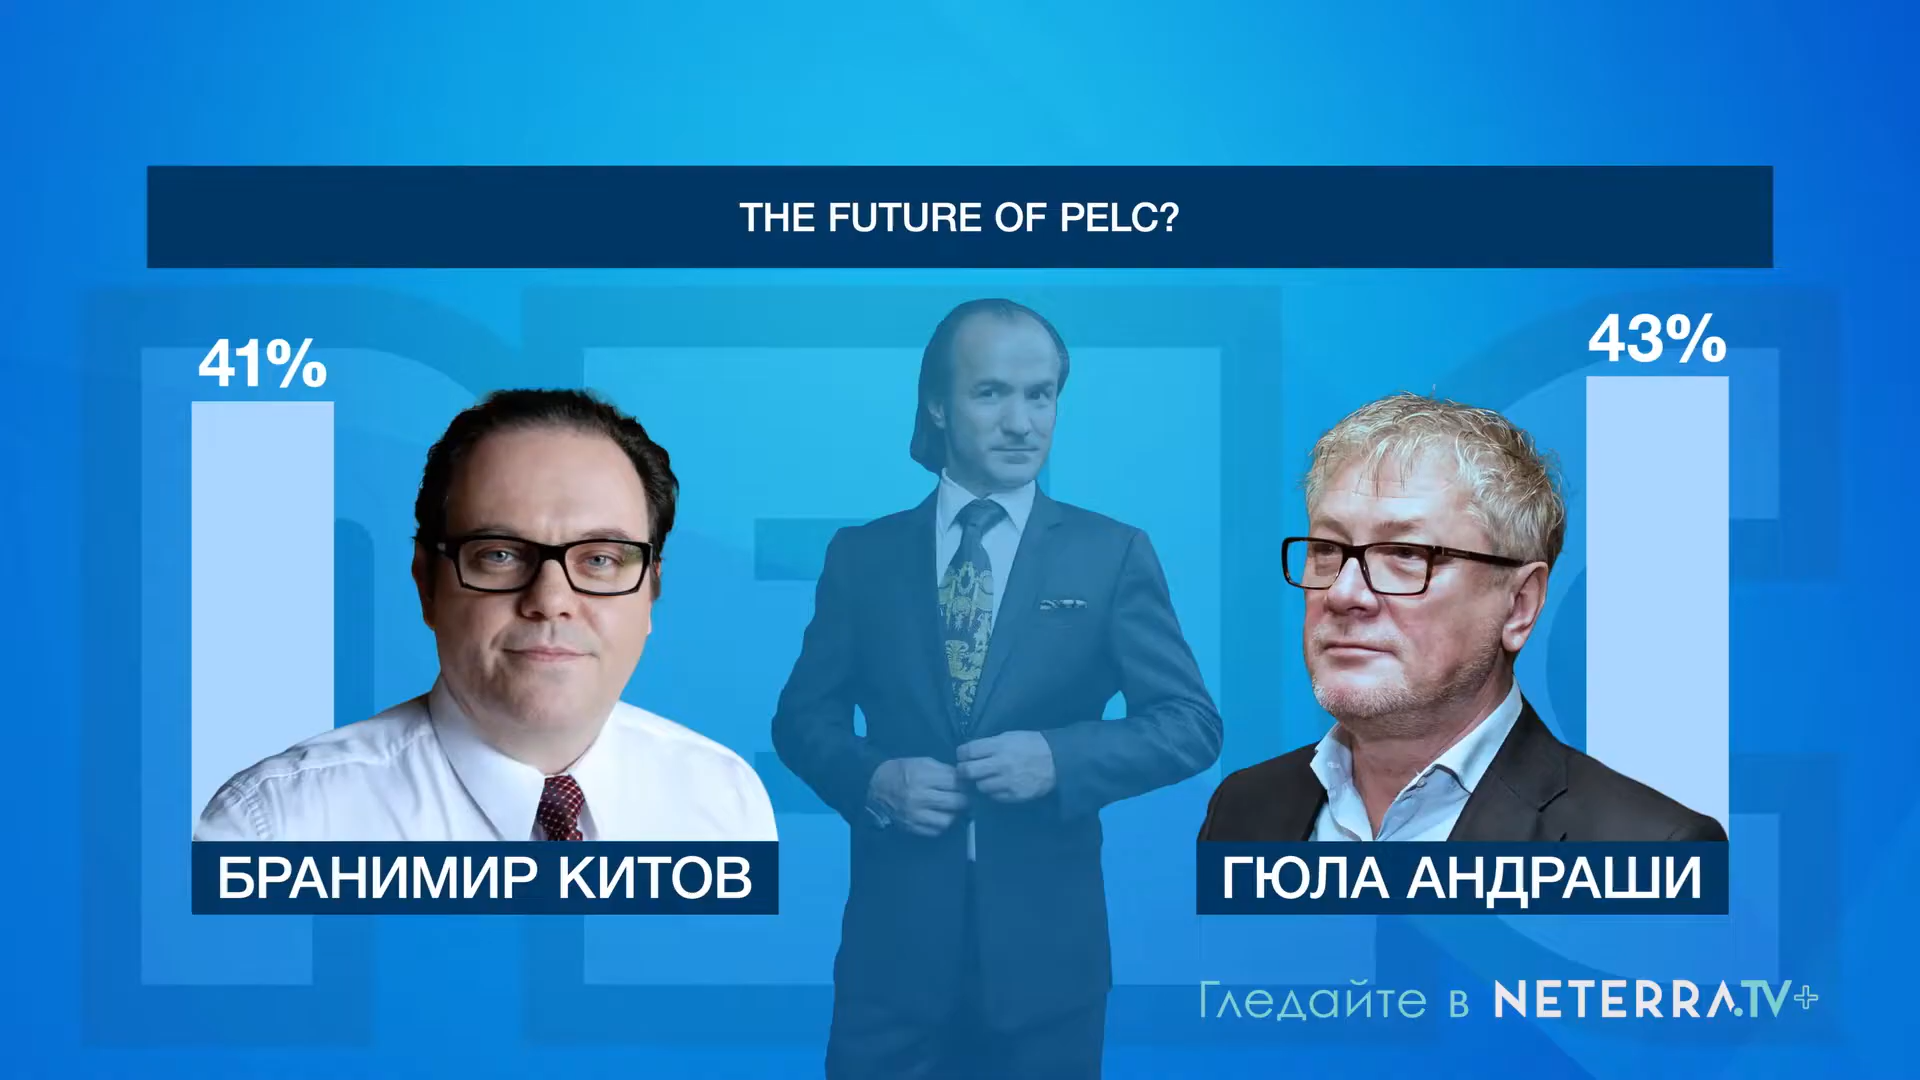 THE FUTURE OF PELC?
41%
43%
БРАНИМИР КИТОВ
ГЮЛА АНДРАШИ
Гледайте в NETERRA.TV+